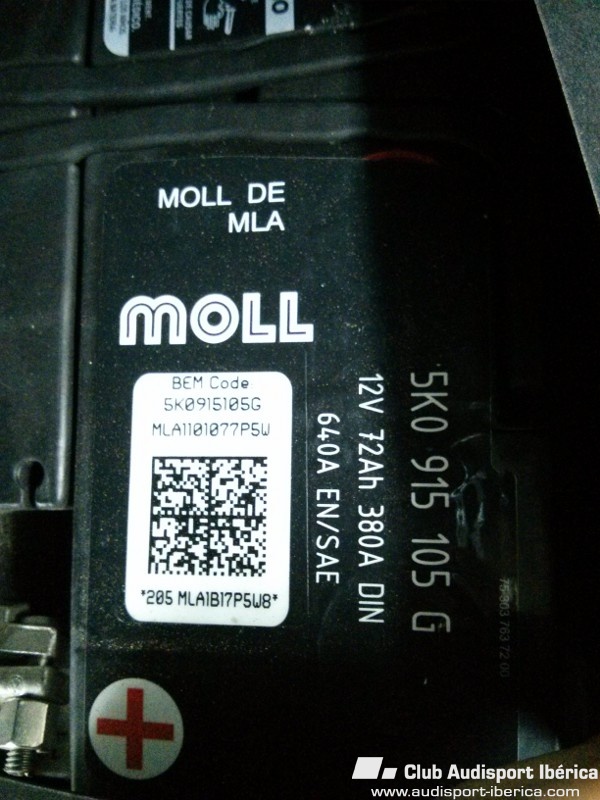 MOLL DE
MLA
MOLL
BEM Code
5K0915105G
MLA1101077P5W
*205 MLA1B17P5W8*
5K0 915 105 G
12V 72Ah 380A DIN
640A EN/SAE
Club Audisport Ibérica
www.audisport-iberica.com